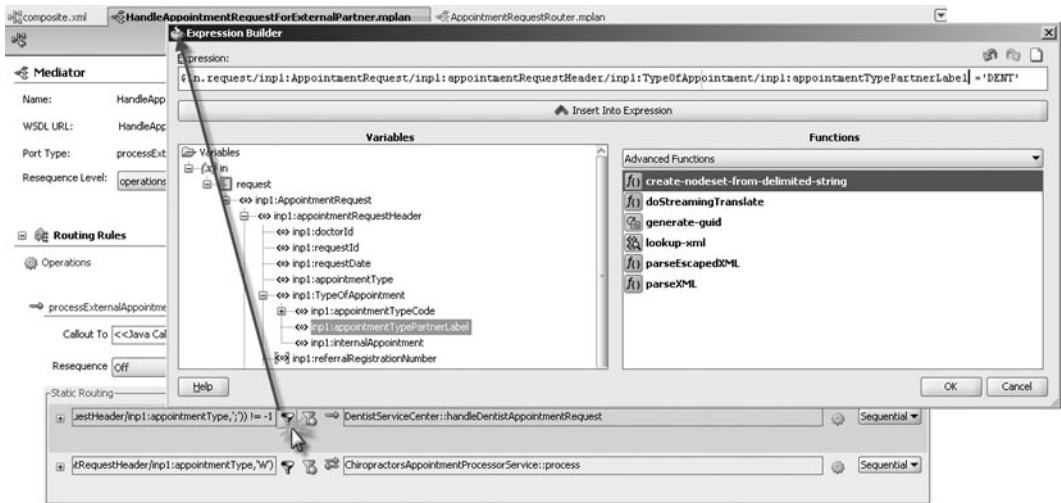 composite.xml HandleAppointmentRequestForExternalPartner.mplan AppointmentRequestRouter.mplan
Expression Builder
Expression:
$in.request/inp1:AppointmentRequest/inp1:appointmentRequestHeader/inp1:TypeOfAppointment/inp1:appointmentTypePartnerLabel ='DENT'
Insert Into Expression
Mediator
Name: HandleApp
WSDL URL: HandleApp
Port Type: processExt
Resequence Level: operations
Variables
Variables
in
request
inp1:AppointmentRequest
inp1:appointmentRequestHeader
inp1:doctorId
inp1:requestId
inp1:requestDate
inp1:appointmentType
inp1:TypeOfAppointment
inp1:appointmentTypeCode
inp1:appointmentTypePartnerLabel
inp1:internalAppointment
inp1:referralRegistrationNumber
Functions
Advanced Functions
create-nodeset-from-delimited-string
doStreamingTranslate
generate-guid
lookup-xml
parseEscapedXML
parseXML
Help OK Cancel
Routing Rules
Operations
processExternalAppointme
Callout To <<Java Cal
Resequence Off
Static Routing
uestHeader/inp1:appointmentType,';')) != -1 DentistServiceCenter::handleDentistAppointmentRequest Sequential
tRequestHeader/inp1:appointmentType,'W') ChiropractorsAppointmentProcessorService::process Sequential